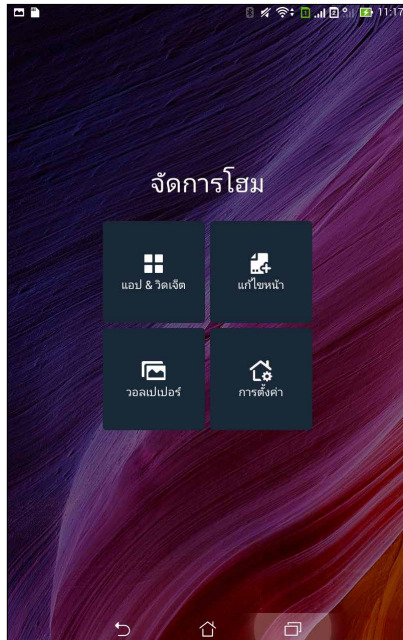 11:17
จัดการโฮม
แอป & วิดเจ็ต
แก้ไขหน้า
วอลเปเปอร์
การตั้งค่า